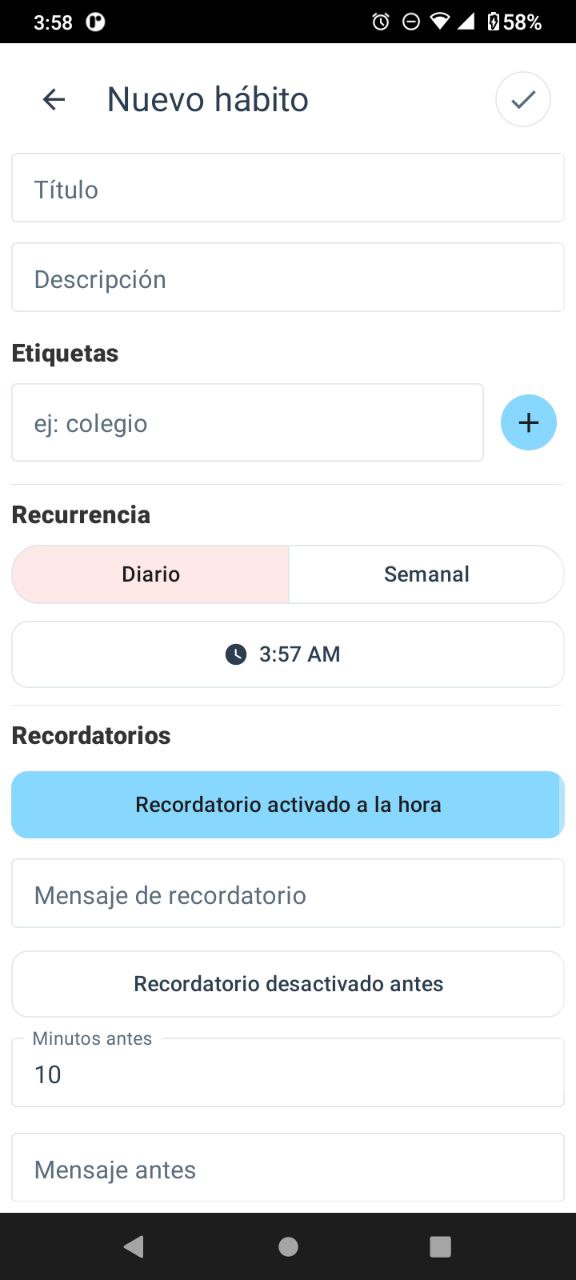 3:58
58%
Nuevo hábito
Título
Descripción
Etiquetas
ej: colegio
+
Recurrencia
Diario
Semanal
3:57 AM
Recordatorios
Recordatorio activado a la hora
Mensaje de recordatorio
Recordatorio desactivado antes
Minutos antes
10
Mensaje antes